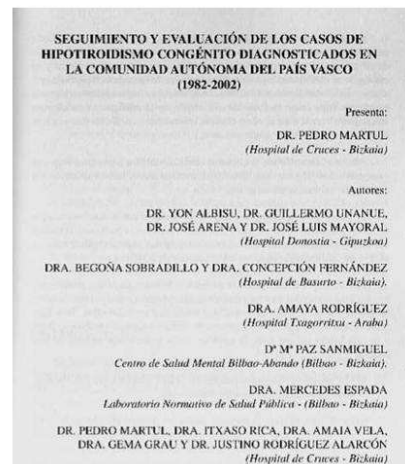 SEGUIMIENTO Y EVALUACIÓN DE LOS CASOS DE
HIPOTIROIDISMO CONGÉNITO DIAGNOSTICADOS EN
LA COMUNIDAD AUTÓNOMA DEL PAÍS VASCO
(1982-2002)
Presenta:
DR. PEDRO MARTUL
(Hospital de Cruces - Bizkaia)
Autores:
DR. YON ALBISU, DR. GUILLERMO UNANUE,
DR. JOSÉ ARENA Y DR. JOSÉ LUIS MAYORAL
(Hospital Donostia - Gipuzkoa)
DRA. BEGOÑA SOBRADILLO Y DRA. CONCEPCIÓN FERNÁNDEZ
(Hospital de Basurto - Bizkaia).
DRA. AMAYA RODRÍGUEZ
(Hospital Txagorritxu - Araba)
Dª Mª PAZ SANMIGUEL
Centro de Salud Mental Bilbao-Abando (Bilbao - Bizkaia).
DRA. MERCEDES ESPADA
Laboratorio Normativo de Salud Pública - (Bilbao - Bizkaia)
DR. PEDRO MARTUL, DRA. ITXASO RICA, DRA. AMAIA VELA,
DRA. GEMA GRAU Y DR. JUSTINO RODRÍGUEZ ALARCÓN
(Hospital de Cruces - Bizkaia)